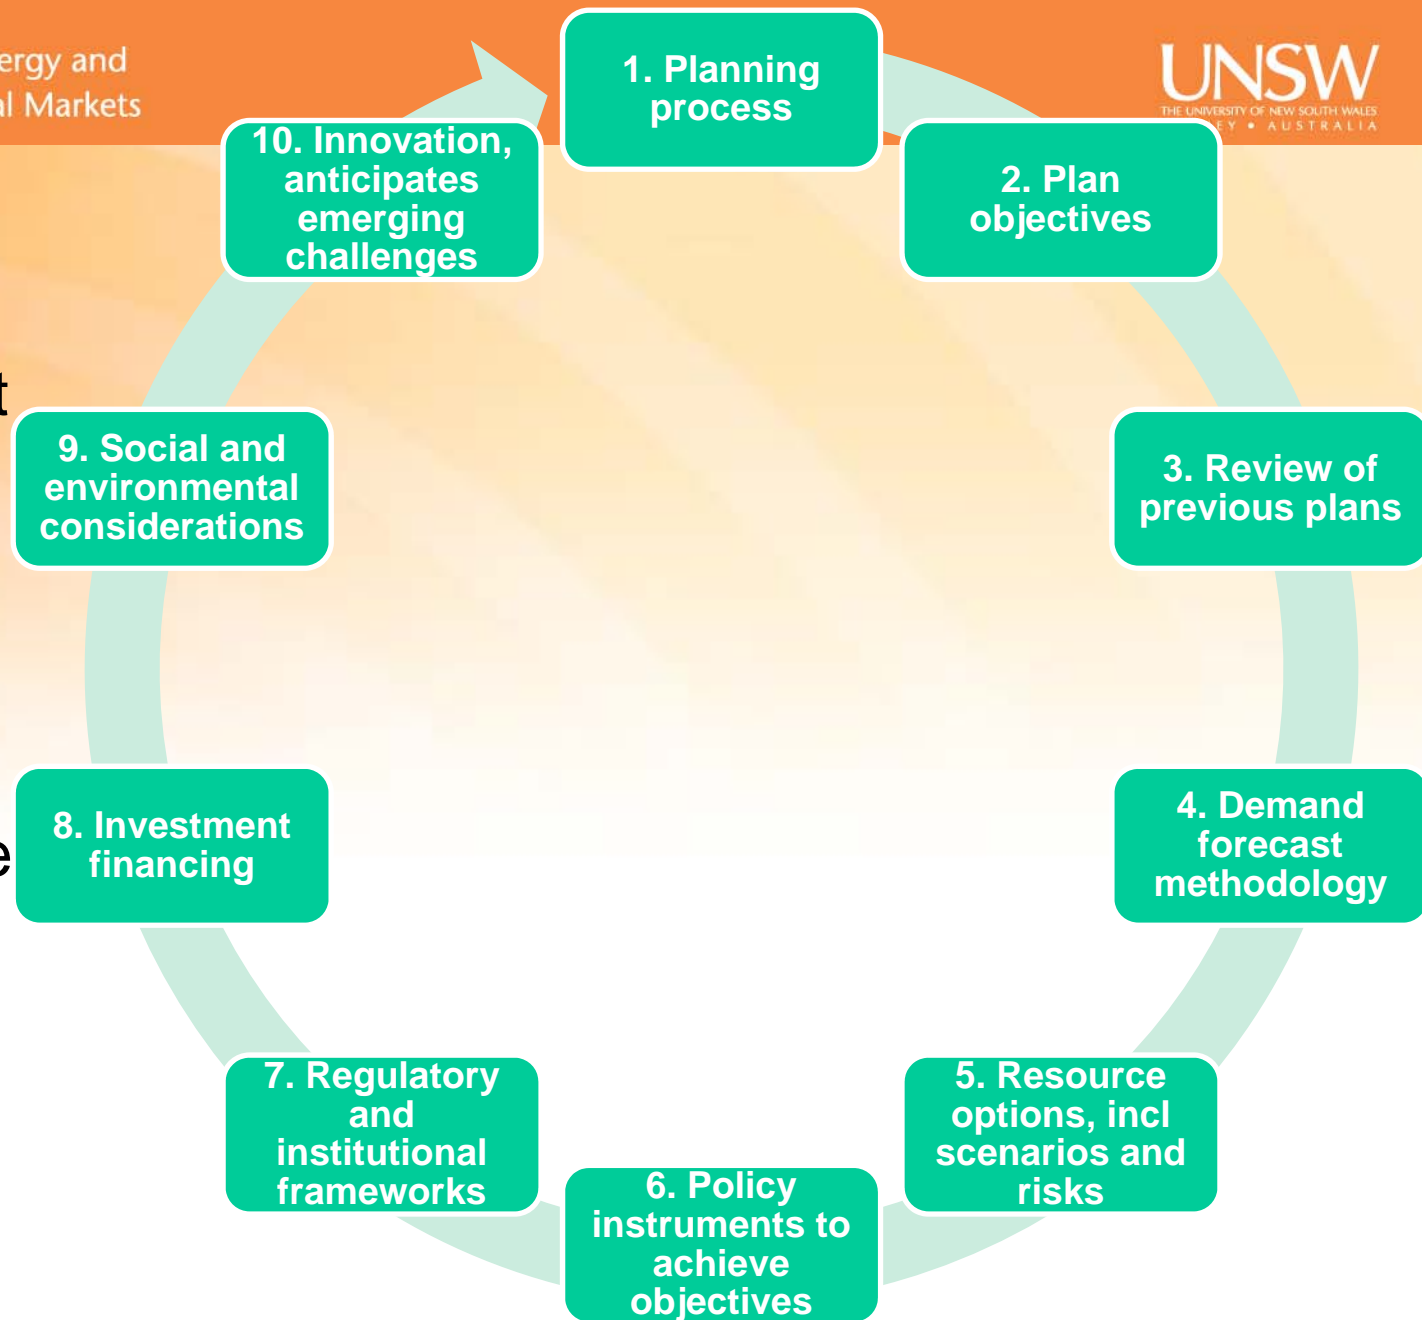 ergy and
al Markets
UNSW
THE UNIVERSITY OF NEW SOUTH WALES
EY • AUSTRALIA
1. Planning
process
2. Plan
objectives
3. Review of
previous plans
4. Demand
forecast
methodology
5. Resource
options, incl
scenarios and
risks
6. Policy
instruments to
achieve
objectives
7. Regulatory
and
institutional
frameworks
8. Investment
financing
9. Social and
environmental
considerations
10. Innovation,
anticipates
emerging
challenges
t
e